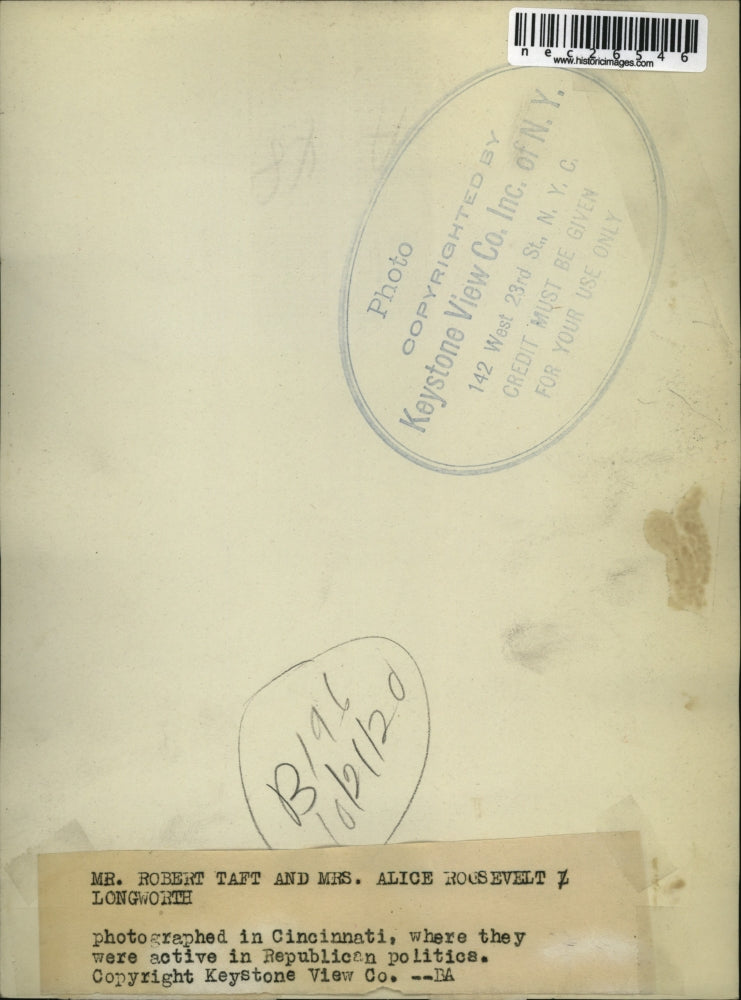 nec26546
www.historicimages.com
Photo
COPYRIGHTED BY
Keystone View Co. Inc. of N. Y.
142 West 23rd St., N. Y. C.
CREDIT MUST BE GIVEN
FOR YOUR USE ONLY
B196
10/21/20
MR. ROBERT TAFT AND MRS. ALICE ROOSEVELT
LONGWORTH
photographed in Cincinnati, where they
were active in Republican politics.
Copyright Keystone View Co. --BA